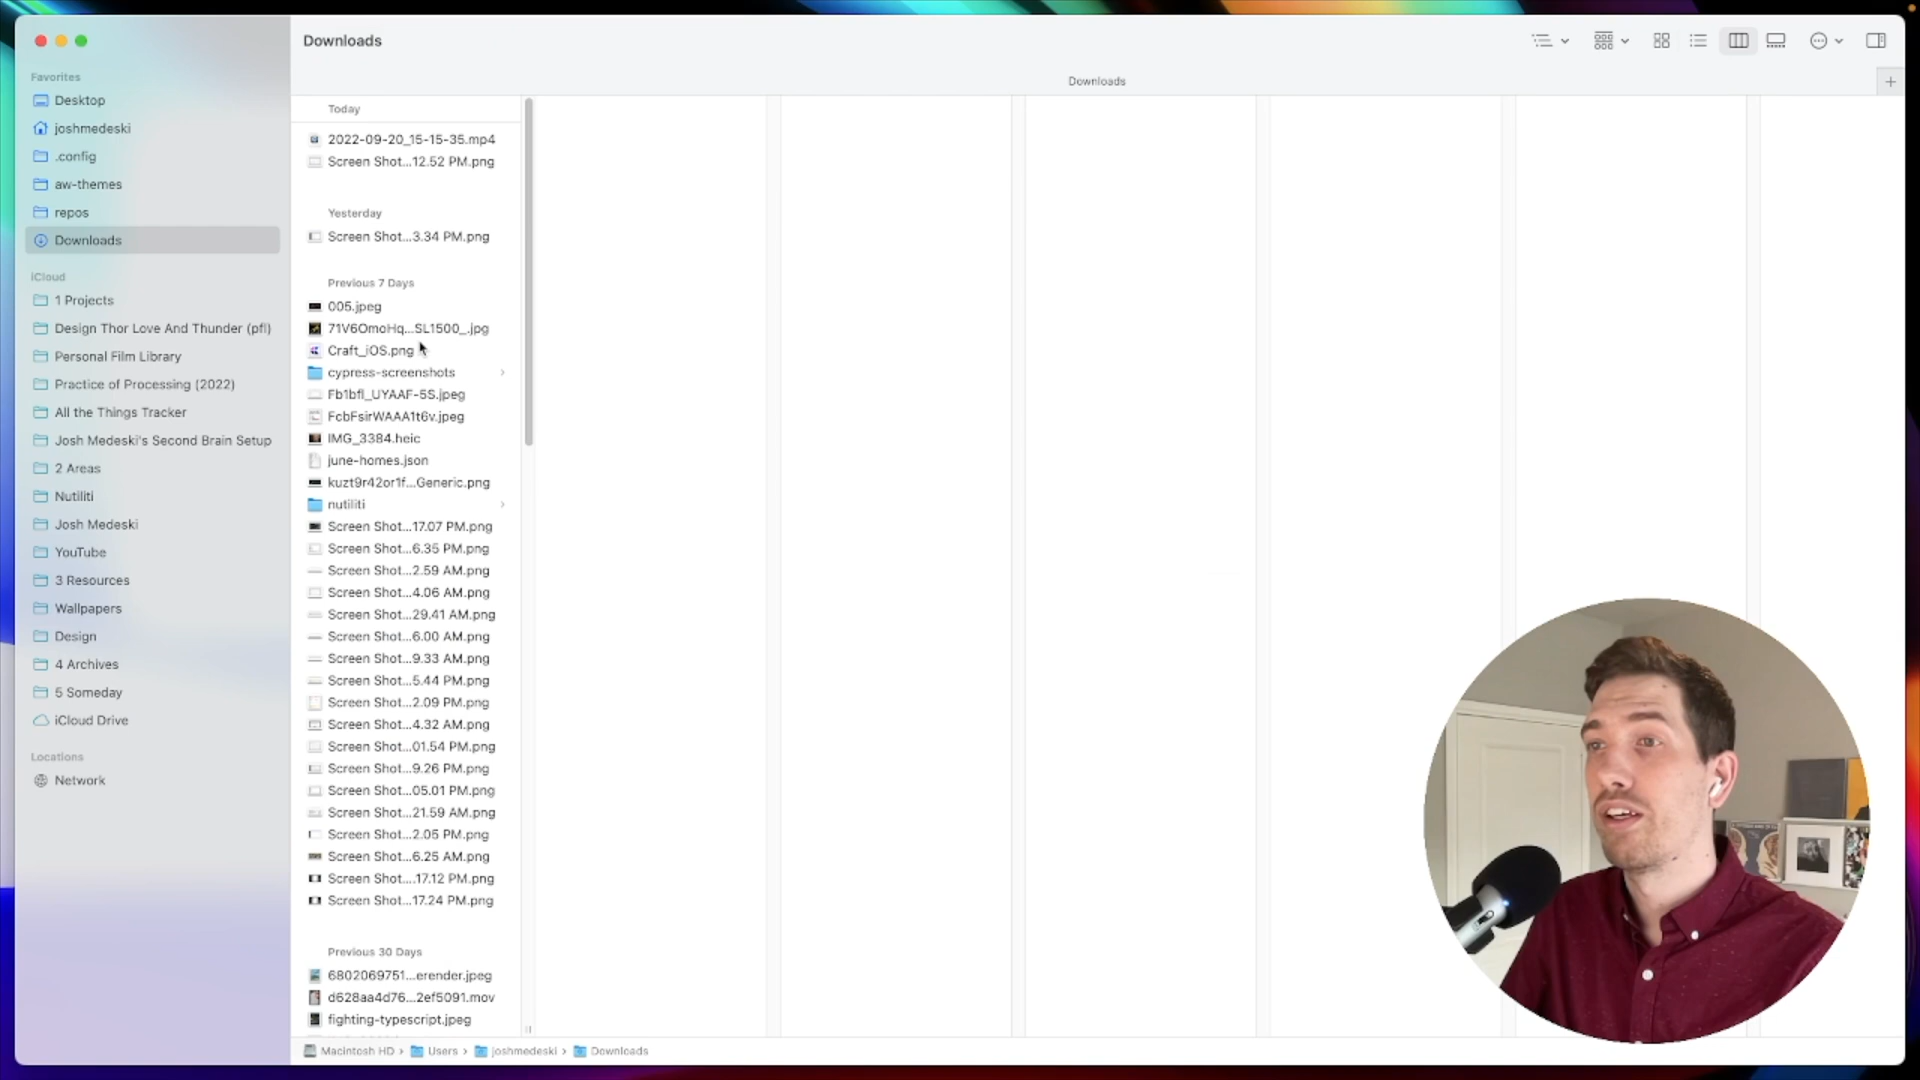 Downloads
Downloads
Favorites
Desktop
joshmedeski
.config
aw-themes
repos
Downloads
iCloud
1 Projects
Design Thor Love And Thunder (pfl)
Personal Film Library
Practice of Processing (2022)
All the Things Tracker
Josh Medeski's Second Brain Setup
2 Areas
Nutiliti
Josh Medeski
YouTube
3 Resources
Wallpapers
Design
4 Archives
5 Someday
iCloud Drive
Locations
Network
Today
2022-09-20_15-15-35.mp4
Screen Shot...12.52 PM.png
Yesterday
Screen Shot...3.34 PM.png
Previous 7 Days
005.jpeg
71V6OmoHq...SL1500_.jpg
Craft_iOS.png
cypress-screenshots
Fb1bfl_UYAAF-5S.jpeg
FcbFsirWAAA1t6v.jpeg
IMG_3384.heic
june-homes.json
kuzt9r42or1f...Generic.png
nutiliti
Screen Shot...17.07 PM.png
Screen Shot...6.35 PM.png
Screen Shot...2.59 AM.png
Screen Shot...4.06 AM.png
Screen Shot...29.41 AM.png
Screen Shot...6.00 AM.png
Screen Shot...9.33 AM.png
Screen Shot...5.44 PM.png
Screen Shot...2.09 PM.png
Screen Shot...4.32 AM.png
Screen Shot...01.54 PM.png
Screen Shot...9.26 PM.png
Screen Shot...05.01 PM.png
Screen Shot...21.59 AM.png
Screen Shot...2.05 PM.png
Screen Shot...6.25 AM.png
Screen Shot....17.12 PM.png
Screen Shot...17.24 PM.png
Previous 30 Days
6802069751...erender.jpeg
d628aa4d76...2ef5091.mov
fighting-typescript.jpeg
Macintosh HD › Users › joshmedeski › Downloads